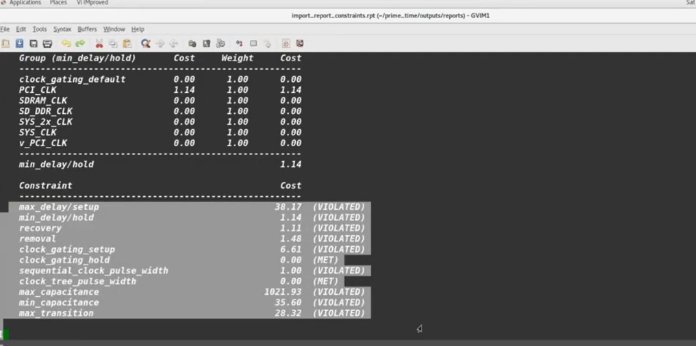 Applications Places Vi IMproved Sat
import_report_constraints.rpt (~/prime_time/outputs/reports) - GVIM1
File Edit Tools Syntax Buffers Window Help
Group (min_delay/hold) Cost Weight Cost
-----------------------------------------------------
clock_gating_default 0.00 1.00 0.00
PCI_CLK 1.14 1.00 1.14
SDRAM_CLK 0.00 1.00 0.00
SD_DDR_CLK 0.00 1.00 0.00
SYS_2x_CLK 0.00 1.00 0.00
SYS_CLK 0.00 1.00 0.00
v_PCI_CLK 0.00 1.00 0.00
-----------------------------------------------------
min_delay/hold 1.14
Constraint Cost
-----------------------------------------------------
max_delay/setup 38.17 (VIOLATED)
min_delay/hold 1.14 (VIOLATED)
recovery 1.11 (VIOLATED)
removal 1.48 (VIOLATED)
clock_gating_setup 6.61 (VIOLATED)
clock_gating_hold 0.00 (MET)
sequential_clock_pulse_width 1.00 (VIOLATED)
clock_tree_pulse_width 0.00 (MET)
max_capacitance 1021.93 (VIOLATED)
min_capacitance 35.60 (VIOLATED)
max_transition 28.32 (VIOLATED)